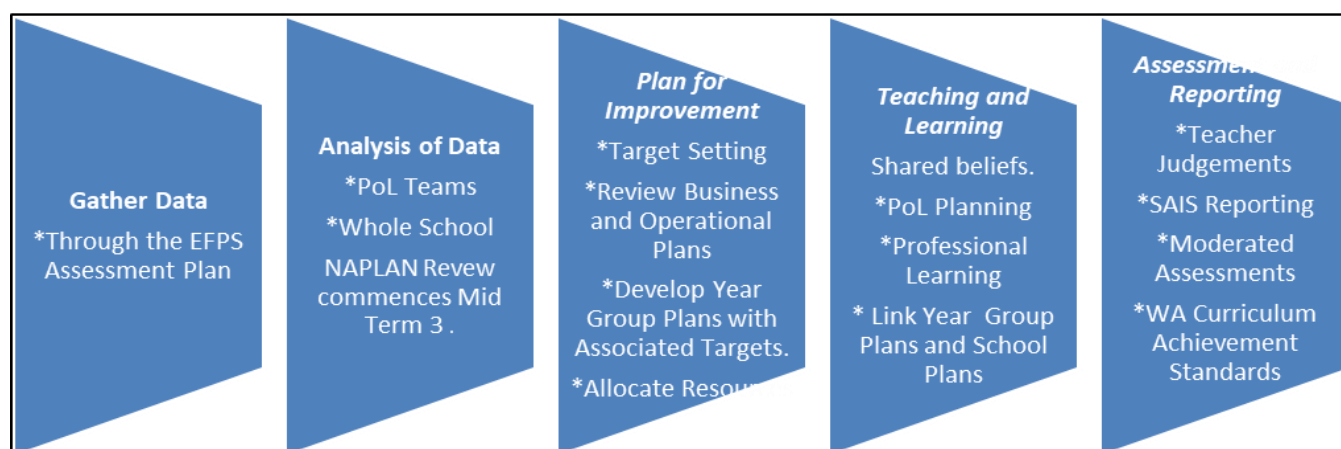 Gather Data
*Through the EFPS
Assessment Plan
Analysis of Data
*PoL Teams
*Whole School
NAPLAN Revew
commences Mid
Term 3 .
Plan for
Improvement
*Target Setting
*Review Business
and Operational
Plans
*Develop Year
Group Plans with
Associated Targets.
*Allocate
Teaching and
Learning
Shared beliefs.
*PoL Planning
*Professional
Learning
* Link Year Group
Plans and School
Plans
Reporting
*Teacher
Judgements
*SAIS Reporting
*Moderated
Assessments
*WA Curriculum
Achievement
Standards